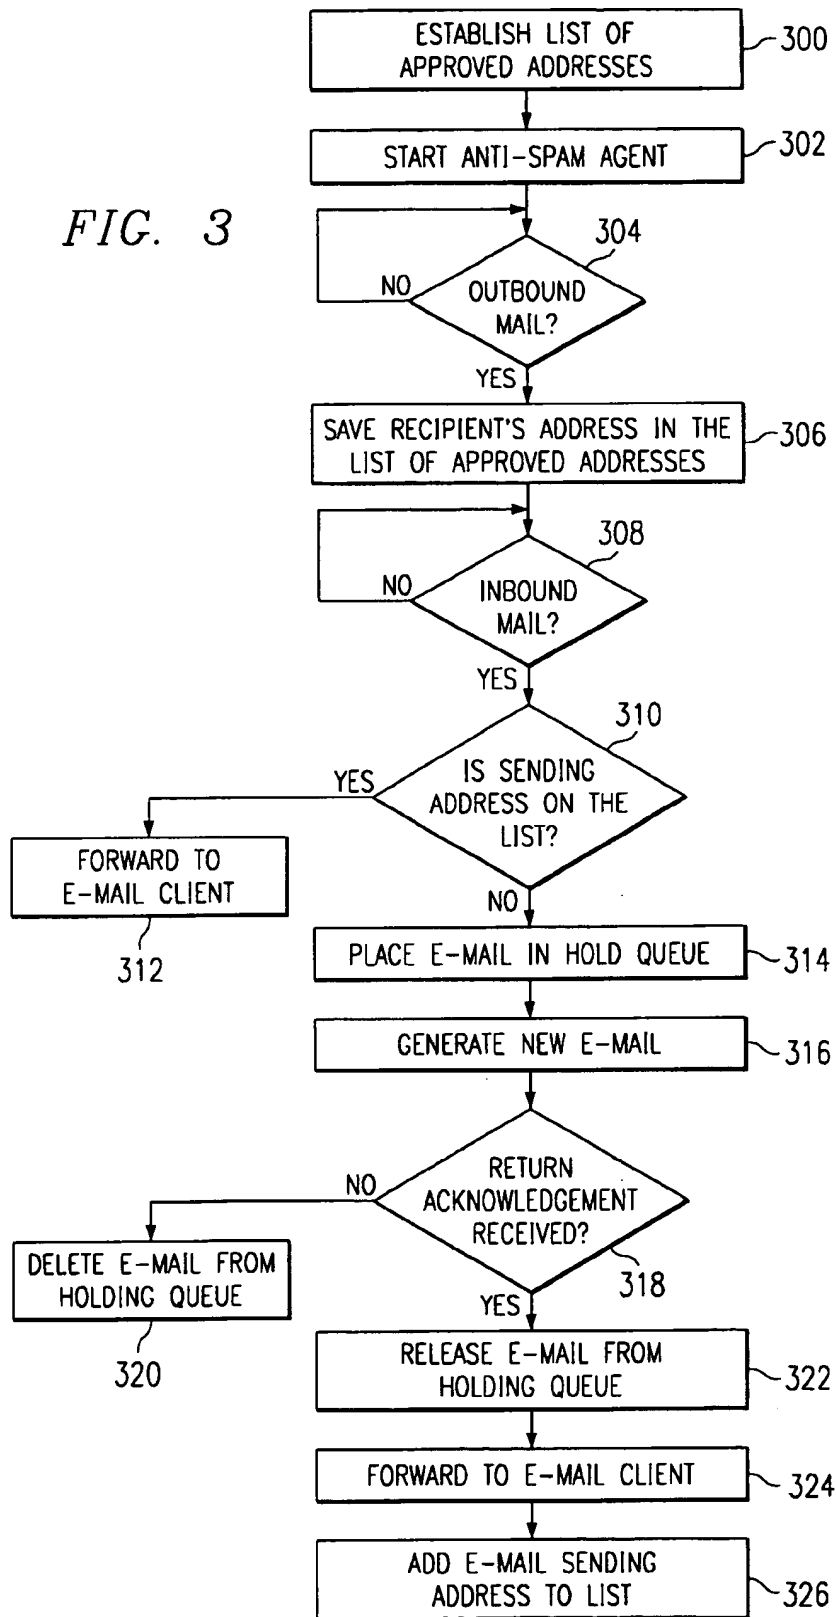 ESTABLISH LIST OF
APPROVED ADDRESSES
300
START ANTI-SPAM AGENT
302
FIG. 3
304
NO
OUTBOUND
MAIL?
YES
SAVE RECIPIENT'S ADDRESS IN THE
LIST OF APPROVED ADDRESSES
306
308
NO
INBOUND
MAIL?
YES
310
YES
IS SENDING
ADDRESS ON THE
LIST?
FORWARD TO
E-MAIL CLIENT
312
NO
PLACE E-MAIL IN HOLD QUEUE
314
GENERATE NEW E-MAIL
316
NO
RETURN
ACKNOWLEDGEMENT
RECEIVED?
318
DELETE E-MAIL FROM
HOLDING QUEUE
320
YES
RELEASE E-MAIL FROM
HOLDING QUEUE
322
FORWARD TO E-MAIL CLIENT
324
ADD E-MAIL SENDING
ADDRESS TO LIST
326